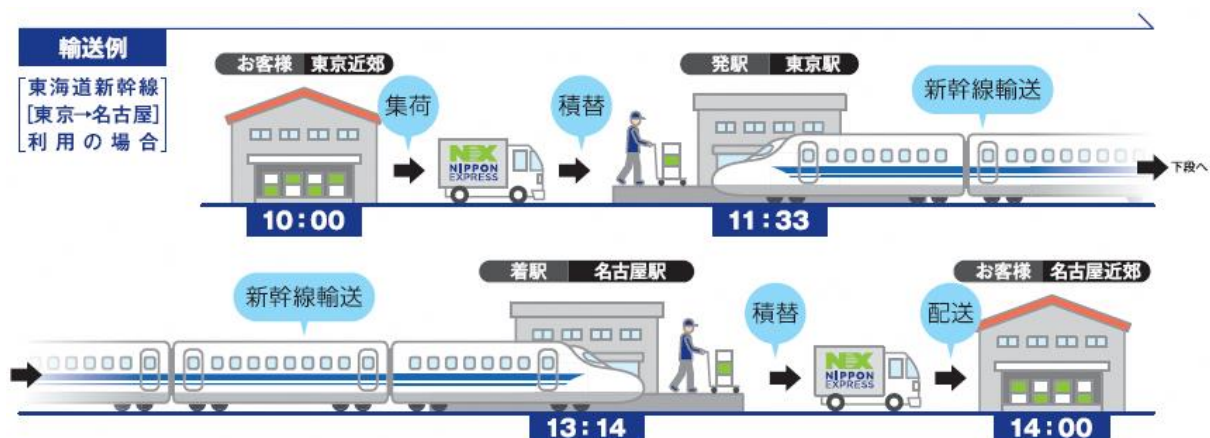 輸送例
[東海道新幹線
[東京→名古屋]
利用の場合]
お客様 東京近郊
集荷
NEX
NIPPON
EXPRESS
積替
発駅 東京駅
新幹線輸送
下段へ
10:00
11:33
新幹線輸送
着駅 名古屋駅
積替
NEX
NIPPON
EXPRESS
配送
お客様 名古屋近郊
13:14
14:00